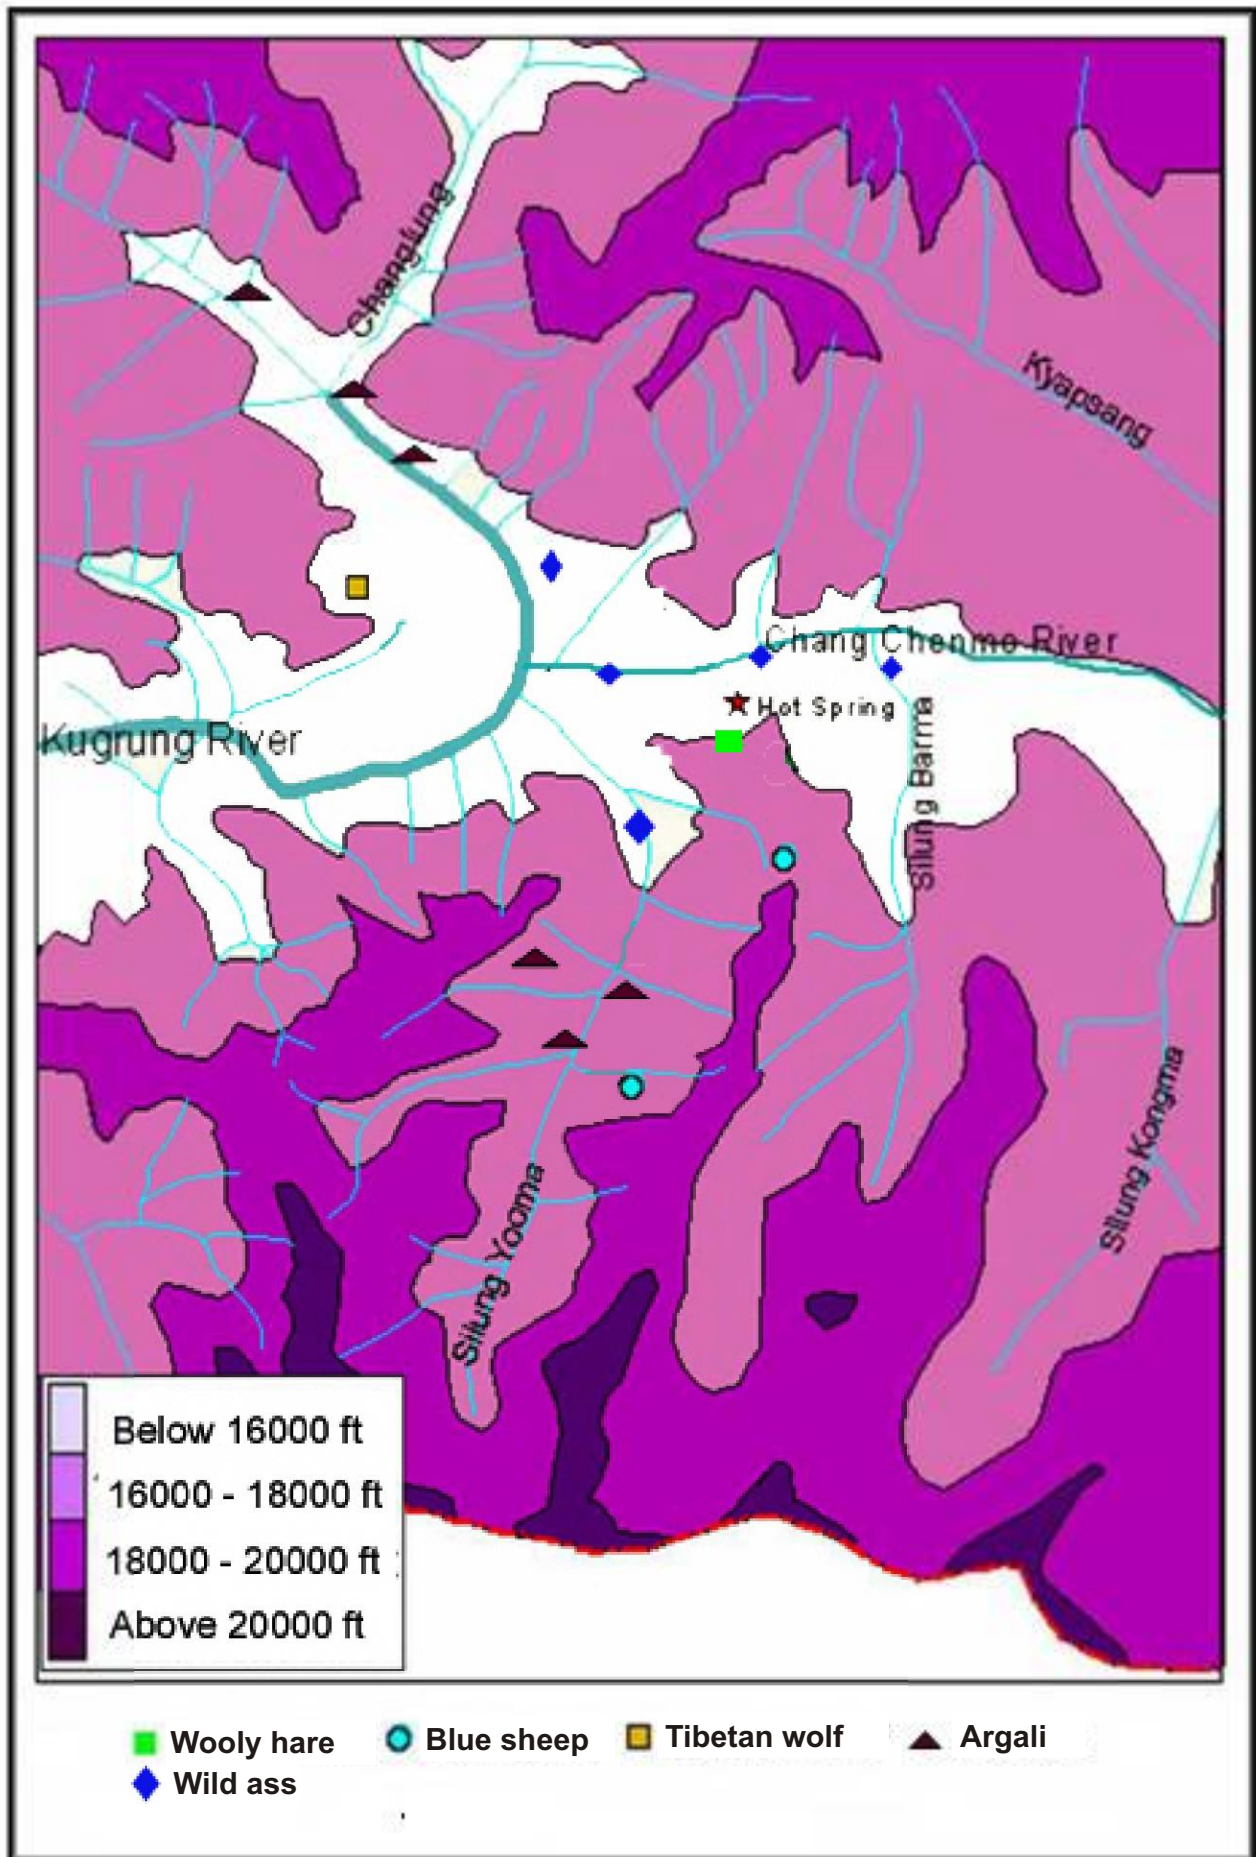 Changlung
Kyapsang
Chang Chenmo River
Hot Spring
Kugrung River
Silung Barma
Silung Yooma
Silung Kongma
Below 16000 ft
16000 - 18000 ft
18000 - 20000 ft
Above 20000 ft
Wooly hare Blue sheep Tibetan wolf Argali
Wild ass